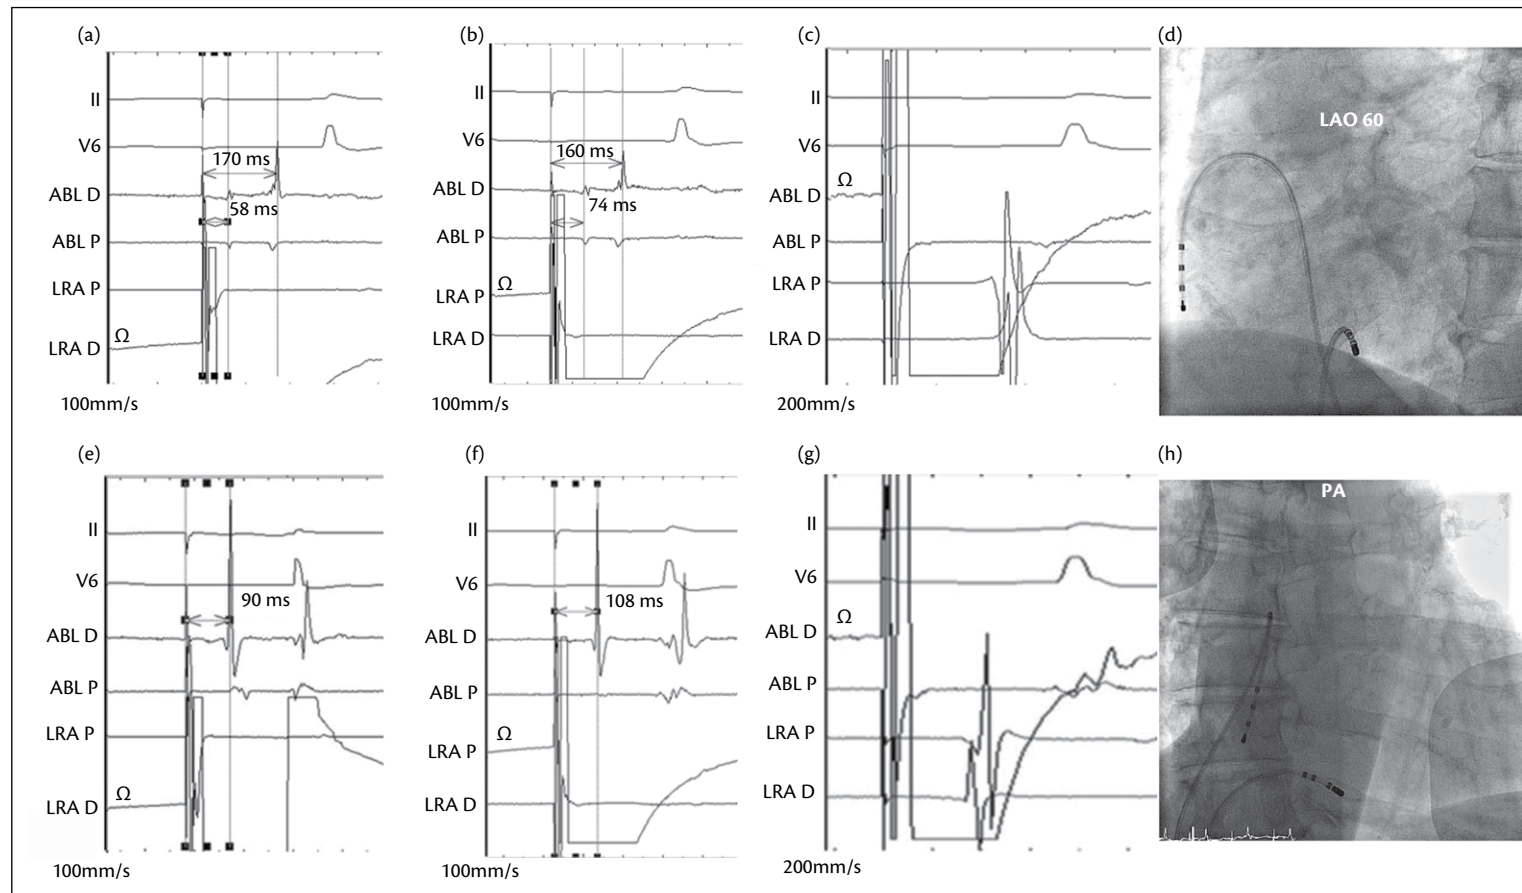 (a)
II
V6
170 ms
ABL D
58 ms
ABL P
LRA P
Ω
LRA D
100mm/s
(b)
II
V6
160 ms
ABL D
74 ms
ABL P
LRA P Ω
LRA D
100mm/s
(c)
II
V6
ABL D Ω
ABL P
LRA P
LRA D
200mm/s
(d)
LAO 60
(e)
II
V6
90 ms
ABL D
ABL P
LRA P
Ω
LRA D
100mm/s
(f)
II
V6
108 ms
ABL D
ABL P
Ω
LRA P
LRA D
100mm/s
(g)
II
V6
Ω
ABL D
ABL P
LRA P
LRA D
200mm/s
(h)
PA